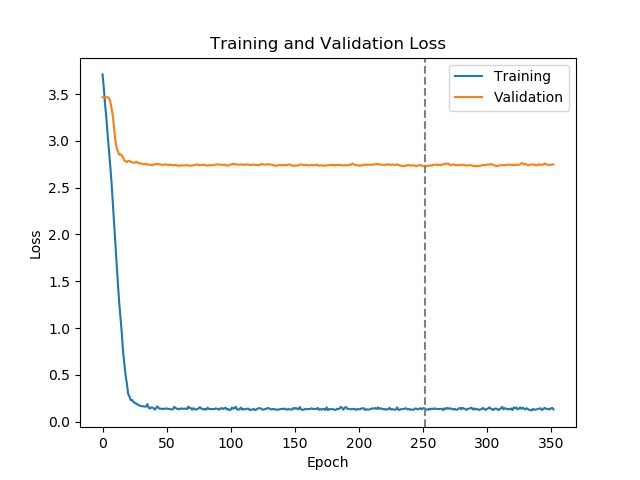 Training and Validation Loss
Training
Validation
Loss
3.5
3.0
2.5
2.0
1.5
1.0
0.5
0.0
0 50 100 150 200 250 300 350
Epoch